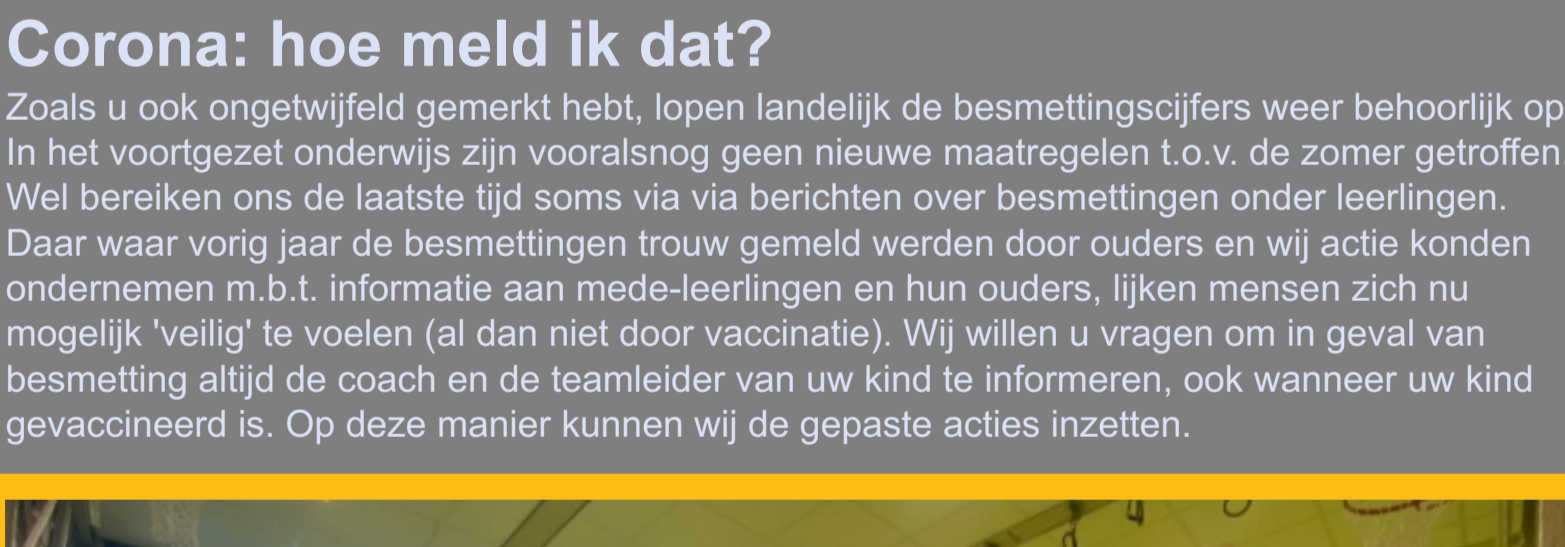 Corona: hoe meld ik dat?
Zoals u ook ongetwijfeld gemerkt hebt, lopen landelijk de besmettingscijfers weer behoorlijk op
In het voortgezet onderwijs zijn vooralsnog geen nieuwe maatregelen t.o.v. de zomer getroffen
Wel bereiken ons de laatste tijd soms via via berichten over besmettingen onder leerlingen.
Daar waar vorig jaar de besmettingen trouw gemeld werden door ouders en wij actie konden
ondernemen m.b.t. informatie aan mede-leerlingen en hun ouders, lijken mensen zich nu
mogelijk 'veilig' te voelen (al dan niet door vaccinatie). Wij willen u vragen om in geval van
besmetting altijd de coach en de teamleider van uw kind te informeren, ook wanneer uw kind
gevaccineerd is. Op deze manier kunnen wij de gepaste acties inzetten.